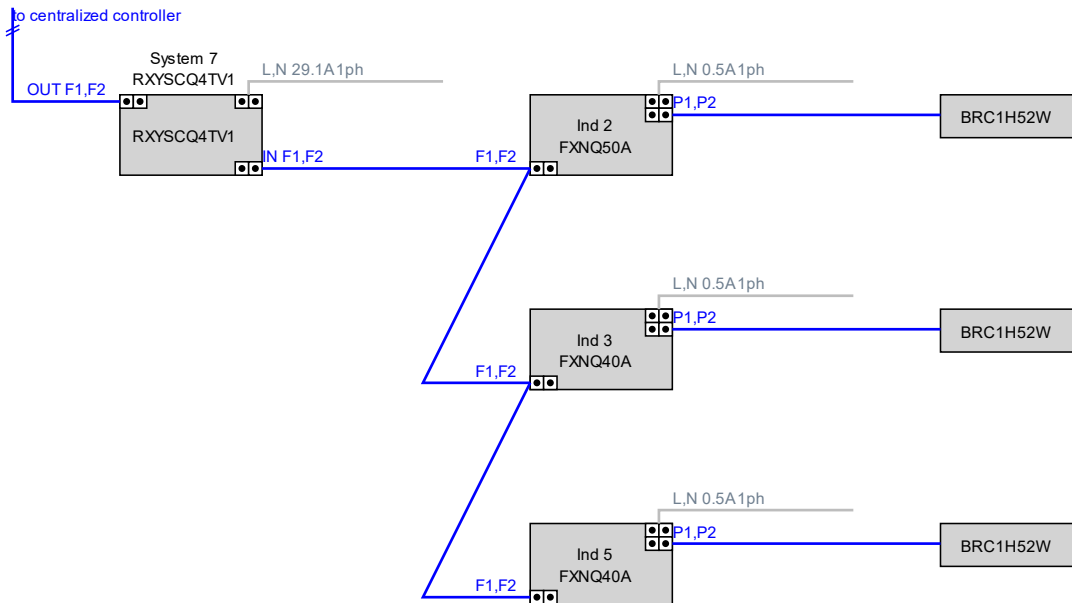 to centralized controller
System 7
RXYSCQ4TV1
L,N 29.1A1ph
OUT F1,F2
RXYSCQ4TV1
IN F1,F2
F1,F2
L,N 0.5A1ph
P1,P2
Ind 2
FXNQ50A
BRC1H52W
L,N 0.5A1ph
P1,P2
Ind 3
FXNQ40A
BRC1H52W
F1,F2
L,N 0.5A1ph
P1,P2
Ind 5
FXNQ40A
BRC1H52W
F1,F2